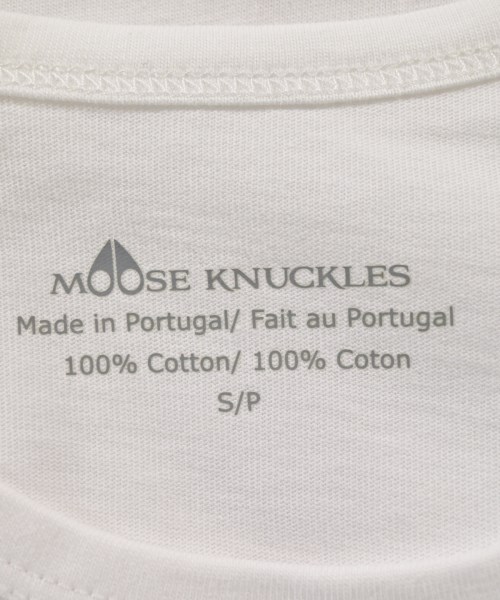 MOOSE KNUCKLES
Made in Portugal/ Fait au Portugal
100% Cotton/ 100% Coton
S/P